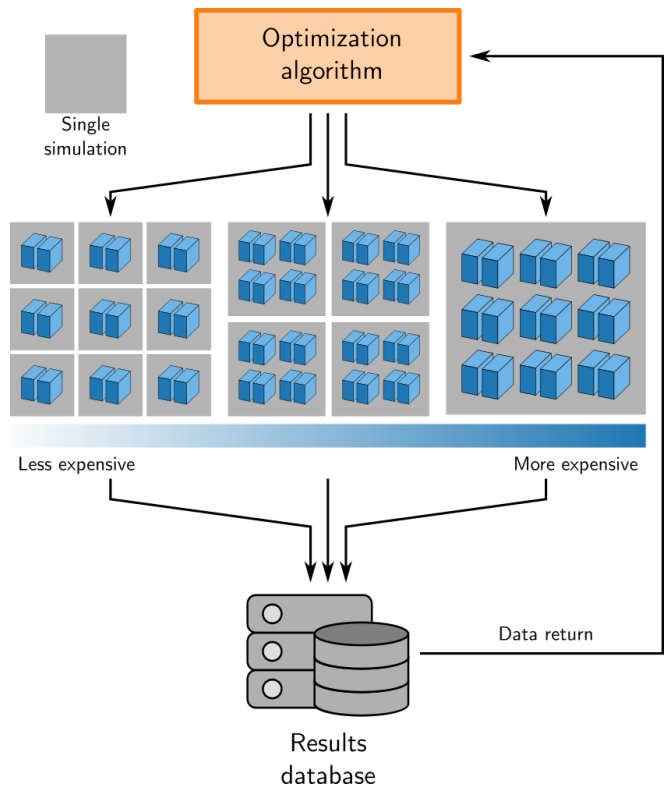 Optimization
algorithm
Single
simulation
Less expensive
More expensive
Data return
Results
database